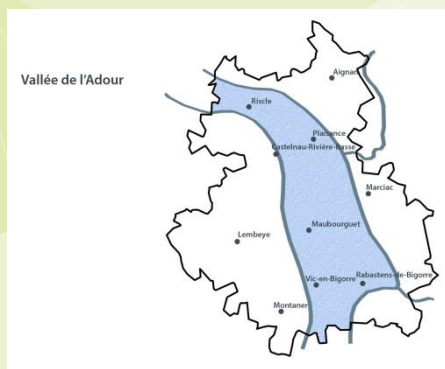 Vallée de l'Adour
Aignan
Riscle
Plaisance
Castelnau-Rivière-Basse
Marciac
Maubourguet
Lembeye
Vic-en-Bigorre
Rabastens-de-Bigorre
Montaner